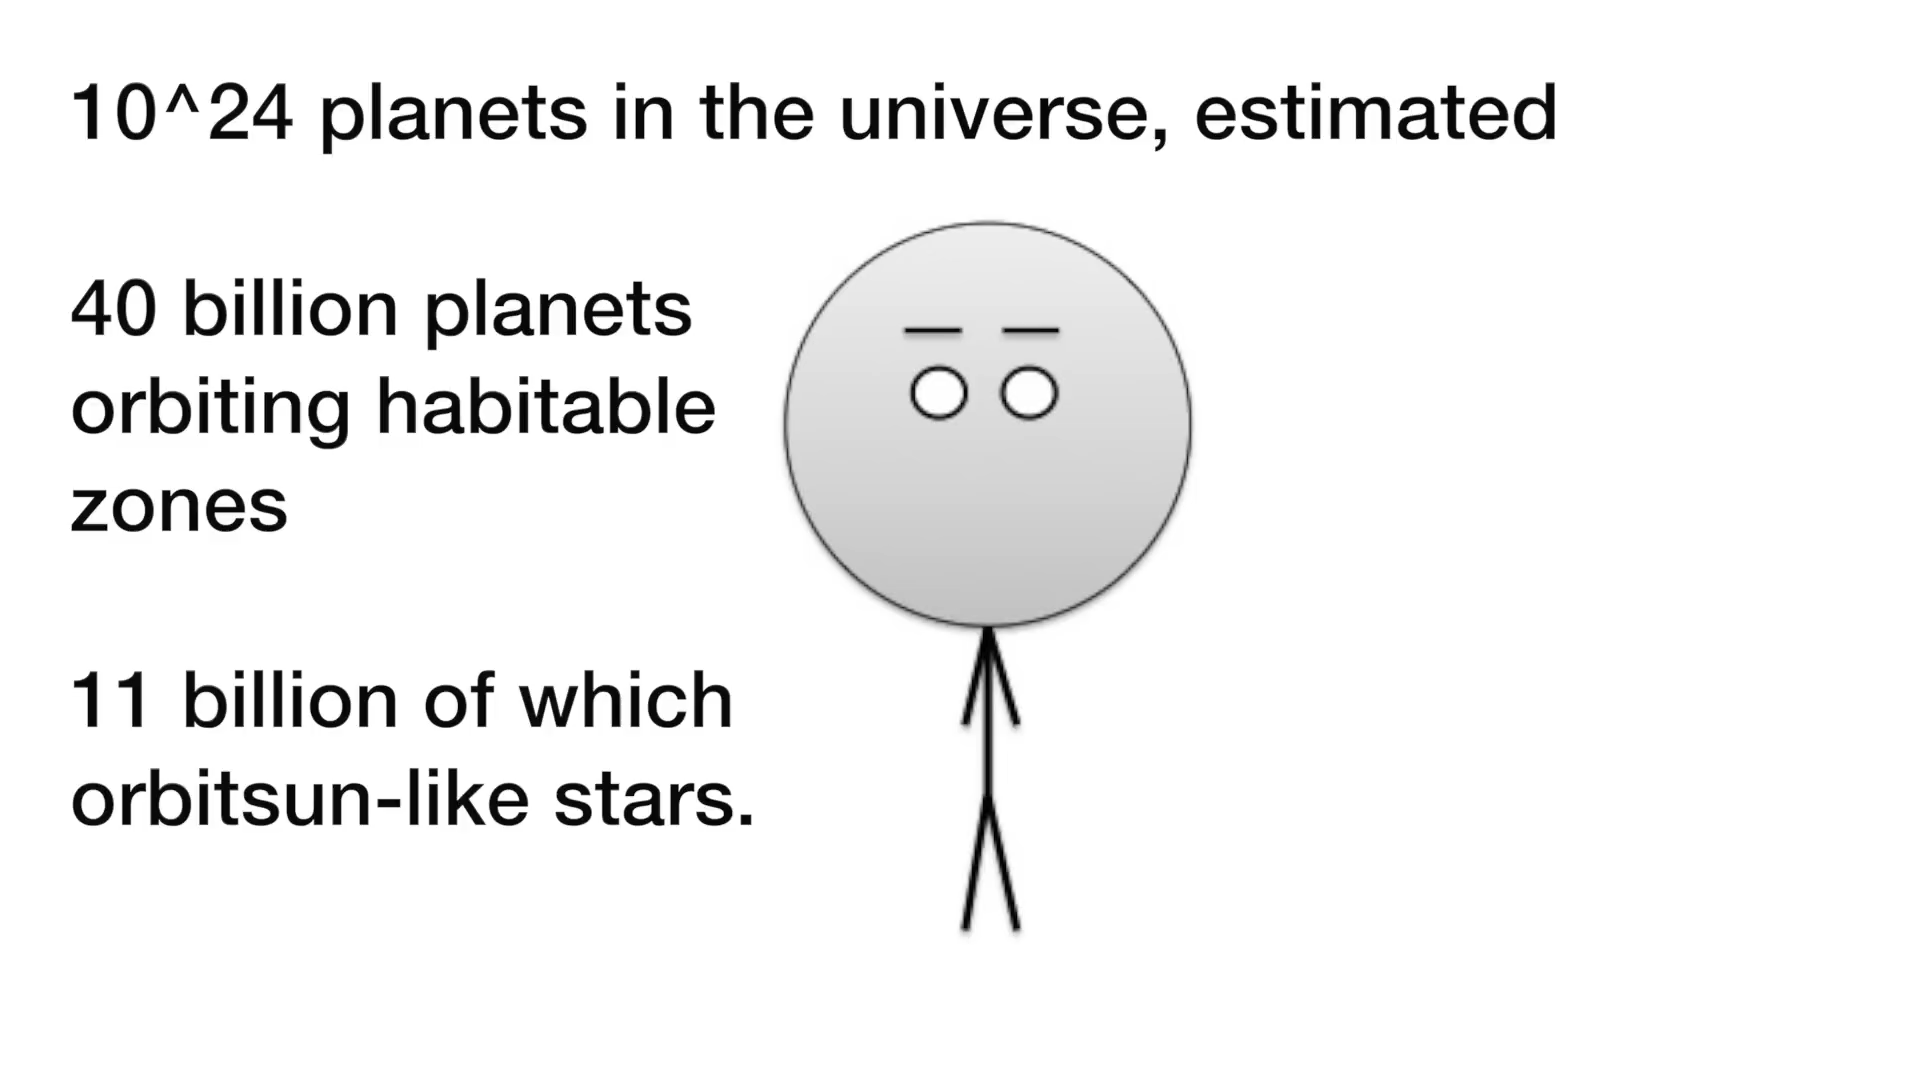 10^24 planets in the universe, estimated
40 billion planets
orbiting habitable
zones
11 billion of which
orbitsun-like stars.